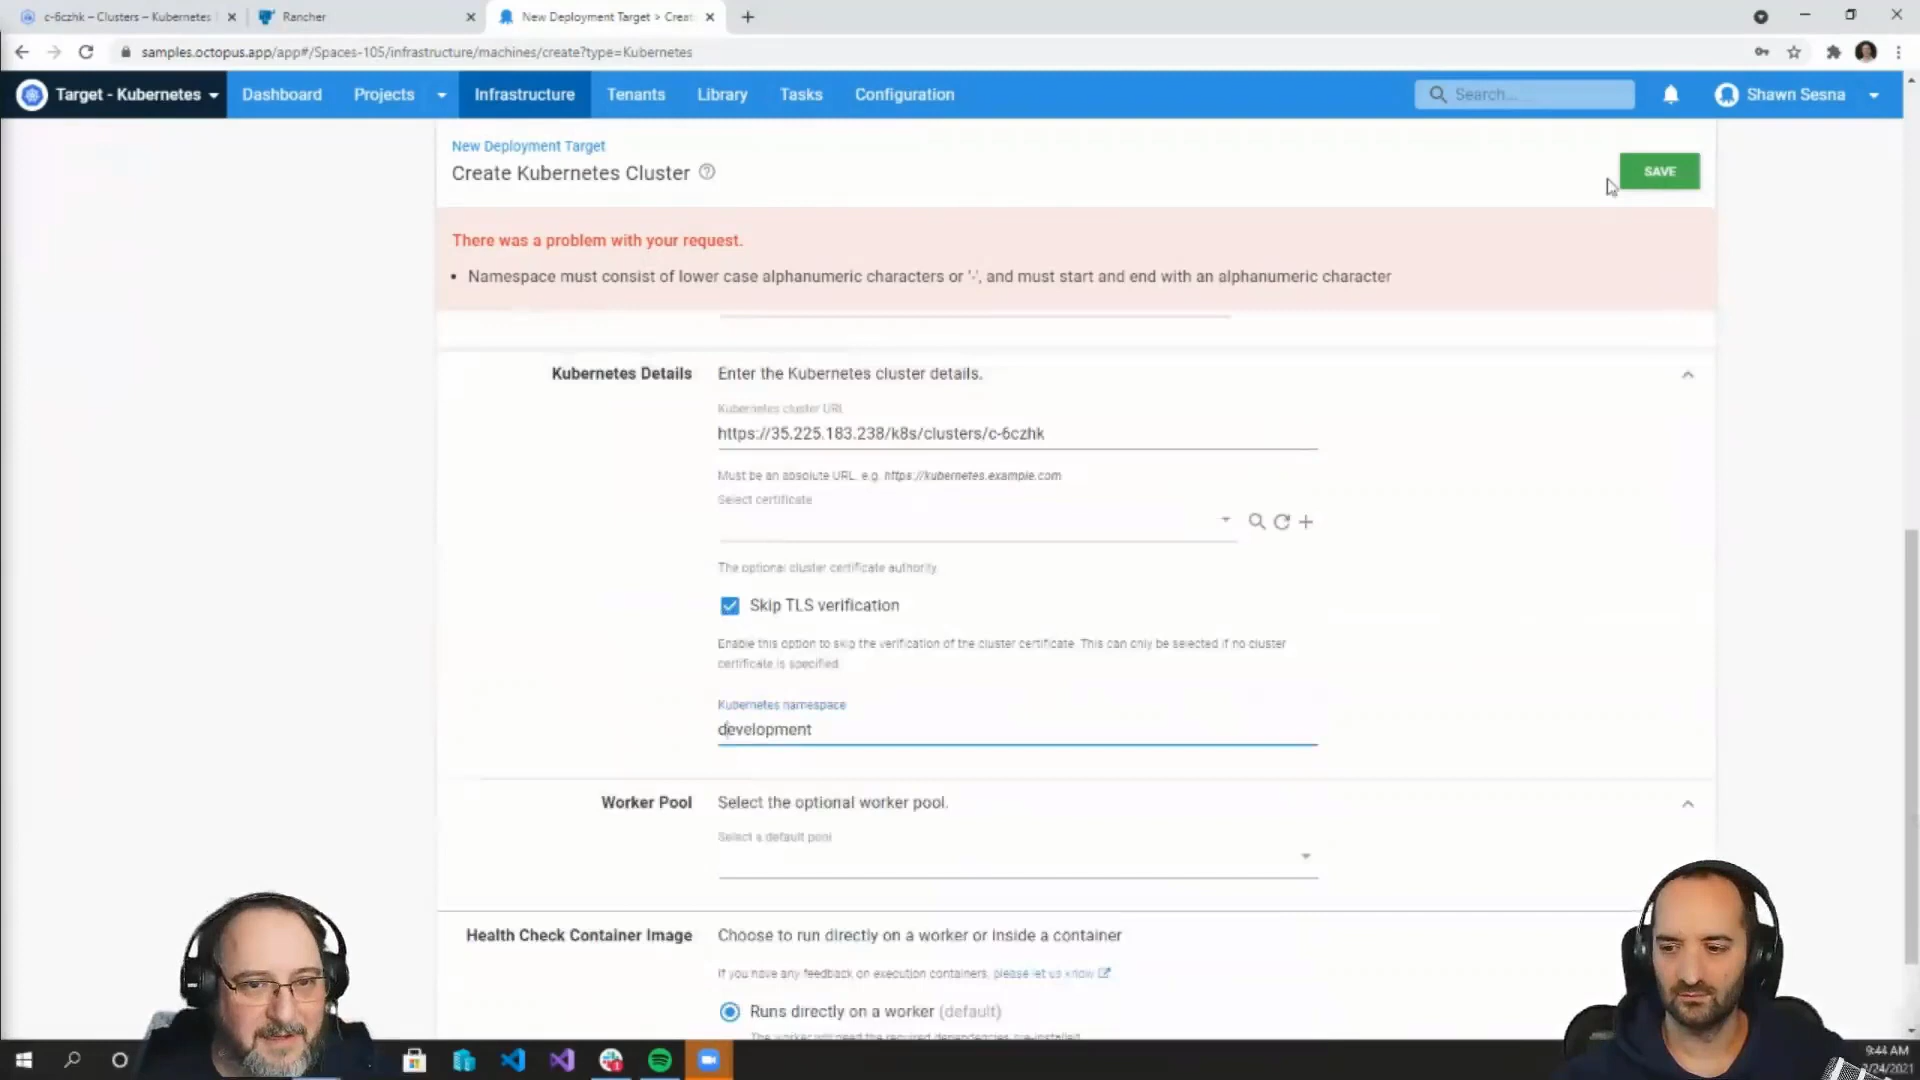 c-6czhk – Clusters – Kubernetes
Rancher
New Deployment Target > Creat
samples.octopus.app/app#/Spaces-105/infrastructure/machines/create?type=Kubernetes
Target - Kubernetes
Dashboard
Projects
Infrastructure
Tenants
Library
Tasks
Configuration
Search...
Shawn Sesna
New Deployment Target
Create Kubernetes Cluster
SAVE
There was a problem with your request.
• Namespace must consist of lower case alphanumeric characters or '-', and must start and end with an alphanumeric character
Kubernetes Details
Enter the Kubernetes cluster details.
Kubernetes cluster URL
https://35.225.183.238/k8s/clusters/c-6czhk
Must be an absolute URL. e.g. https://kubernetes.example.com
Select certificate
The optional cluster certificate authority
Skip TLS verification
Enable this option to skip the verification of the cluster certificate. This can only be selected if no cluster
certificate is specified
Kubernetes namespace
development
Worker Pool
Select the optional worker pool.
Select a default pool
Health Check Container Image
Choose to run directly on a worker or inside a container
If you have any feedback on execution containers, please let us know
Runs directly on a worker (default)
The worker will need the required dependencies pre-installed
9:44 AM
/24/2021